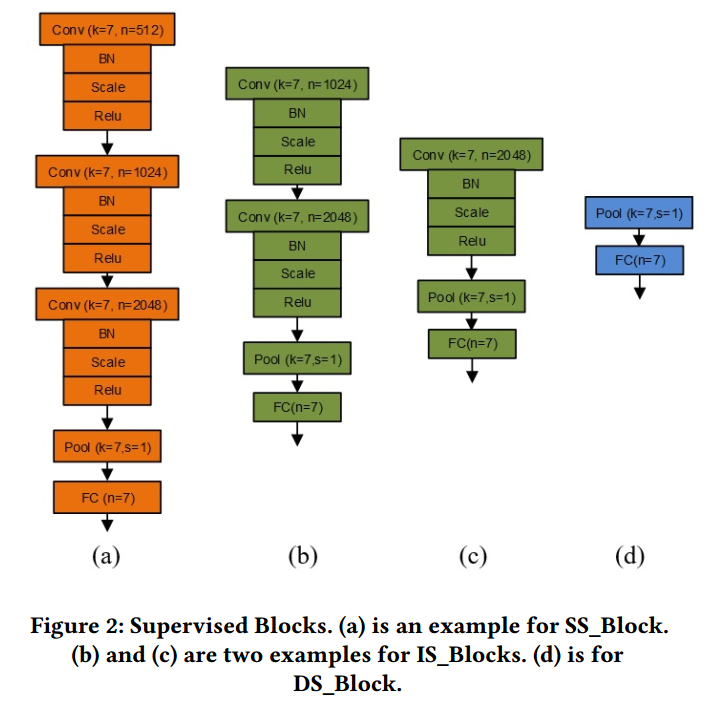 Conv (k=7, n=512)
BN
Scale
Relu
Conv (k=7, n=1024)
BN
Scale
Relu
Conv (k=7, n=2048)
BN
Scale
Relu
Pool (k=7,s=1)
FC (n=7)
(a)
Conv (k=7, n=1024)
BN
Scale
Relu
Conv (k=7, n=2048)
BN
Scale
Relu
Pool (k=7,s=1)
FC(n=7)
(b)
Conv (k=7, n=2048)
BN
Scale
Relu
Pool (k=7,s=1)
FC(n=7)
(c)
Pool (k=7,s=1)
FC(n=7)
(d)
Figure 2: Supervised Blocks. (a) is an example for SS_Block.
(b) and (c) are two examples for IS_Blocks. (d) is for
DS_Block.